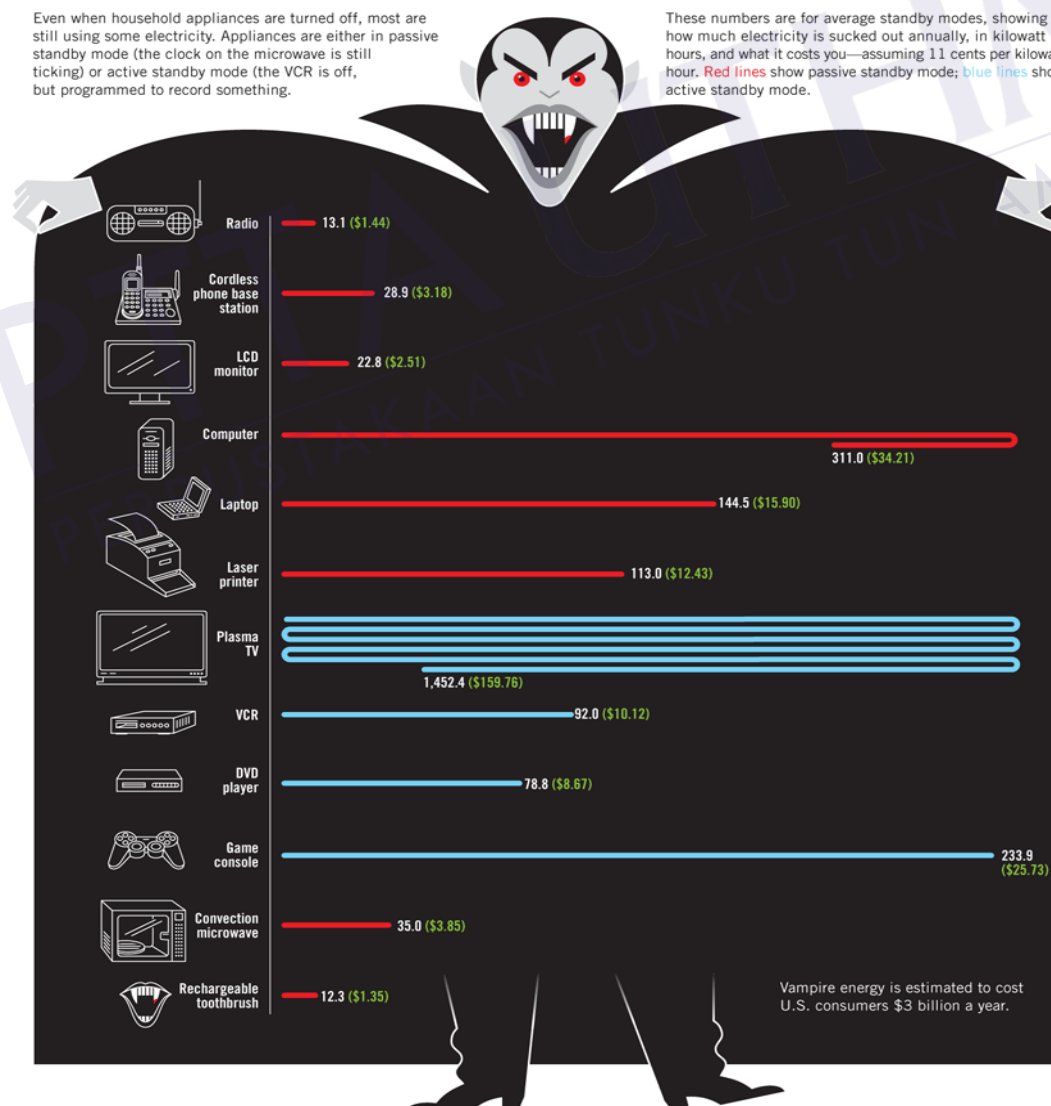 Even when household appliances are turned off, most are
still using some electricity. Appliances are either in passive
standby mode (the clock on the microwave is still
ticking) or active standby mode (the VCR is off,
but programmed to record something.
These numbers are for average standby modes, showing
how much electricity is sucked out annually, in kilowatt
hours, and what it costs you—assuming 11 cents per
hour. Red lines show passive standby mode; blue lines
active standby mode.
Radio 13.1 ($1.44)
Cordless
phone base
station
28.9 ($3.18)
LCD
monitor
22.8 ($2.51)
Computer
311.0 ($34.21)
Laptop 144.5 ($15.90)
Laser
printer
113.0 ($12.43)
Plasma
TV
1,452.4 ($159.76)
VCR 92.0 ($10.12)
DVD
player
78.8 ($8.67)
Game
console
233.9
($25.73)
Convection
microwave
35.0 ($3.85)
Rechargeable
toothbrush
12.3 ($1.35)
Vampire energy is estimated to cost
U.S. consumers $3 billion a year.
PERPUSTAKAAN TUNKU TUN